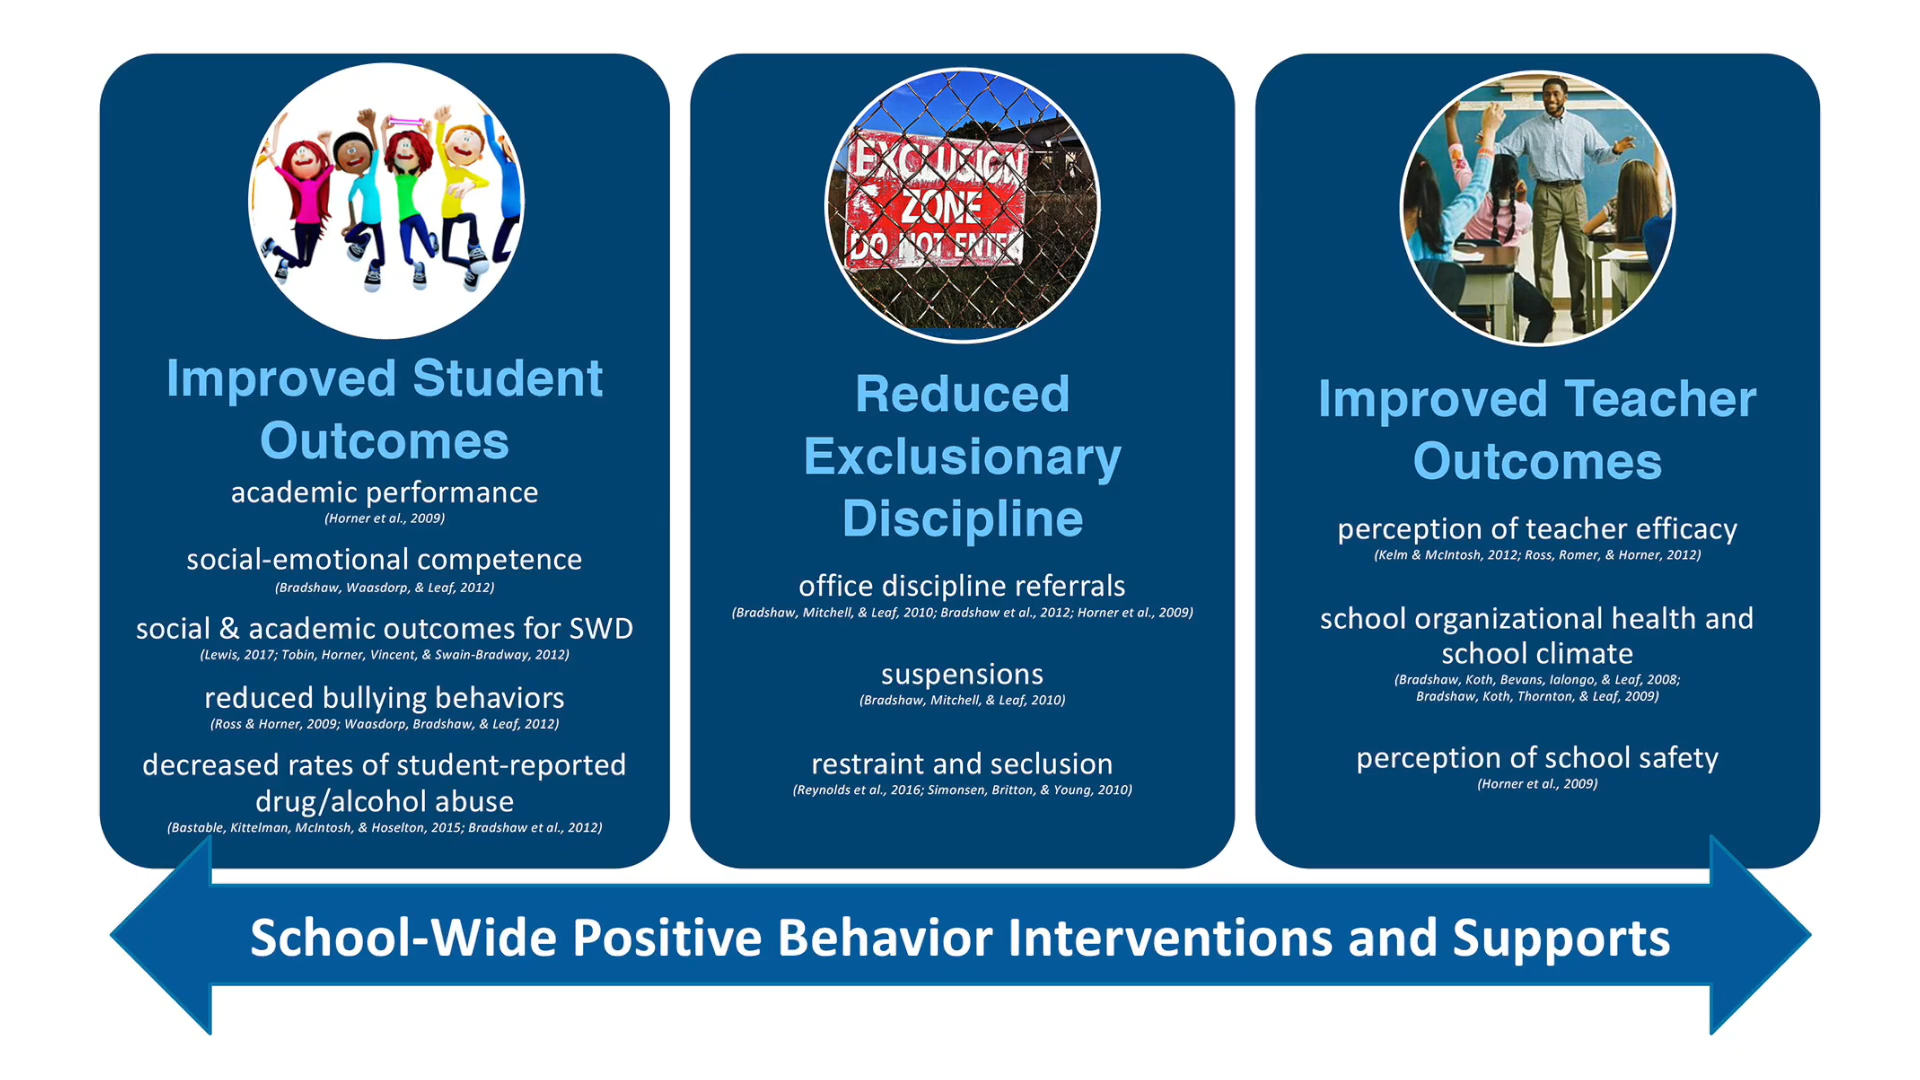 EXCLUSION
ZONE
DO NOT ENTER
Improved Student
Outcomes
academic performance
(Horner et al., 2009)
social-emotional competence
(Bradshaw, Waasdorp, & Leaf, 2012)
social & academic outcomes for SWD
(Lewis, 2017; Tobin, Horner, Vincent, & Swain-Bradway, 2012)
reduced bullying behaviors
(Ross & Horner, 2009; Waasdorp, Bradshaw, & Leaf, 2012)
decreased rates of student-reported
drug/alcohol abuse
(Bastable, Kittelman, McIntosh, & Hoselton, 2015; Bradshaw et al., 2012)
Reduced
Exclusionary
Discipline
office discipline referrals
(Bradshaw, Mitchell, & Leaf, 2010; Bradshaw et al., 2012; Horner et al., 2009)
suspensions
(Bradshaw, Mitchell, & Leaf, 2010)
restraint and seclusion
(Reynolds et al., 2016; Simonsen, Britton, & Young, 2010)
Improved Teacher
Outcomes
perception of teacher efficacy
(Kelm & McIntosh, 2012; Ross, Romer, & Horner, 2012)
school organizational health and
school climate
(Bradshaw, Koth, Bevans, Ialongo, & Leaf, 2008;
Bradshaw, Koth, Thornton, & Leaf, 2009)
perception of school safety
(Horner et al., 2009)
School-Wide Positive Behavior Interventions and Supports